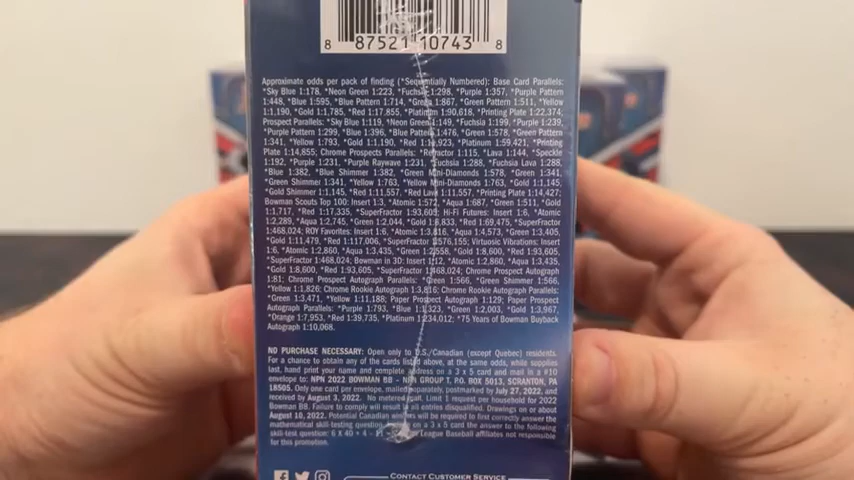 8 87521 10743 8
Approximate odds per pack of finding (*Sequentially Numbered): Base Card Parallels:
*Sky Blue 1:178, *Neon Green 1:223, *Fuchsia 1:298, *Purple 1:357, *Purple Pattern
1:448, *Blue 1:595, *Blue Pattern 1:714, *Green 1:867, *Green Pattern 1:511, *Yellow
1:1,190, *Gold 1:1,785, *Red 1:17,855, *Platinum 1:90,618, *Printing Plate 1:22,374,
Prospect Parallels: *Sky Blue 1:119, *Neon Green 1:149, *Fuchsia 1:199, *Purple 1:239,
*Purple Pattern 1:299, *Blue 1:396, *Blue Pattern 1:476, *Green 1:578, *Green Pattern
1:341, *Yellow 1:793, *Gold 1:1,190, *Red 1:11,923, *Platinum 1:59,421, *Printing
Plate 1:14,855; Chrome Prospects Parallels: *Refractor 1:115, *Lava 1:144, *Speckle
1:192, *Purple 1:231, *Purple Raywave 1:231, *Fuchsia 1:288, *Fuchsia Lava 1:288,
*Blue 1:382, *Blue Shimmer 1:382, *Green Mini-Diamonds 1:578, *Green 1:341,
*Green Shimmer 1:341, *Yellow 1:763, *Yellow Mini-Diamonds 1:763, *Gold 1:1,145,
*Gold Shimmer 1:1,145, *Red 1:11,557, *Red Lava 1:11,557, *Printing Plate 1:14,427;
Bowman Scouts Top 100: Insert 1:3, *Atomic 1:572, *Aqua 1:687, *Green 1:511, *Gold
1:1,717, *Red 1:17,335, *SuperFractor 1:93,605; Hi-Fi Futures: Insert 1:6, *Atomic
1:2,289, *Aqua 1:2,745, *Green 1:2,044, *Gold 1:6,833, *Red 1:69,475, *SuperFractor
1:468,024; ROY Favorites: Insert 1:6, *Atomic 1:3,816, *Aqua 1:4,573, *Green 1:3,405,
*Gold 1:11,479, *Red 1:117,006, *SuperFractor 1:576,155; Virtuosic Vibrations: Insert
1:6, *Atomic 1:2,860, *Aqua 1:3,435, *Green 1:2,558, *Gold 1:8,600, *Red 1:93,605,
*SuperFractor 1:468,024; Bowman in 3D: Insert 1:12, *Atomic 1:2,860, *Aqua 1:3,435,
*Gold 1:8,600, *Red 1:93,605, *SuperFractor 1:468,024; Chrome Prospect Autograph
1:81; Chrome Prospect Autograph Parallels: *Green 1:566, *Green Shimmer 1:566,
*Yellow 1:1,826; Chrome Rookie Autograph 1:3,816; Chrome Rookie Autograph Parallels:
*Green 1:3,471, *Yellow 1:11,188; Paper Prospect Autograph 1:129; Paper Prospect
Autograph Parallels: *Purple 1:793, *Blue 1:1,323, *Green 1:2,003, *Gold 1:3,967,
*Orange 1:7,953, *Red 1:39,735, *Platinum 1:234,012; *75 Years of Bowman Buyback
Autograph 1:10,068.
NO PURCHASE NECESSARY: Open only to U.S./Canadian (except Quebec) residents.
For a chance to obtain any of the cards listed above, at the same odds, while supplies
last, hand print your name and complete address on a 3 x 5 card and mail in a #10
envelope to: NPN 2022 BOWMAN BB - NPN GROUP T, P.O. BOX 5013, SCRANTON, PA
18505. Only one card per envelope, mailed separately, postmarked by July 27, 2022, and
received by August 3, 2022. No metered mail. Limit 1 request per household for 2022
Bowman BB. Failure to comply will result in all entries disqualified. Drawings on or about
August 10, 2022. Potential Canadian winners will be required to first correctly answer the
mathematical skill-testing question on a 3 x 5 card the answer to the following
skill-test question: 6 X 40 + 4 - League Baseball affiliates not responsible
for this promotion.
CONTACT CUSTOMER SERVICE